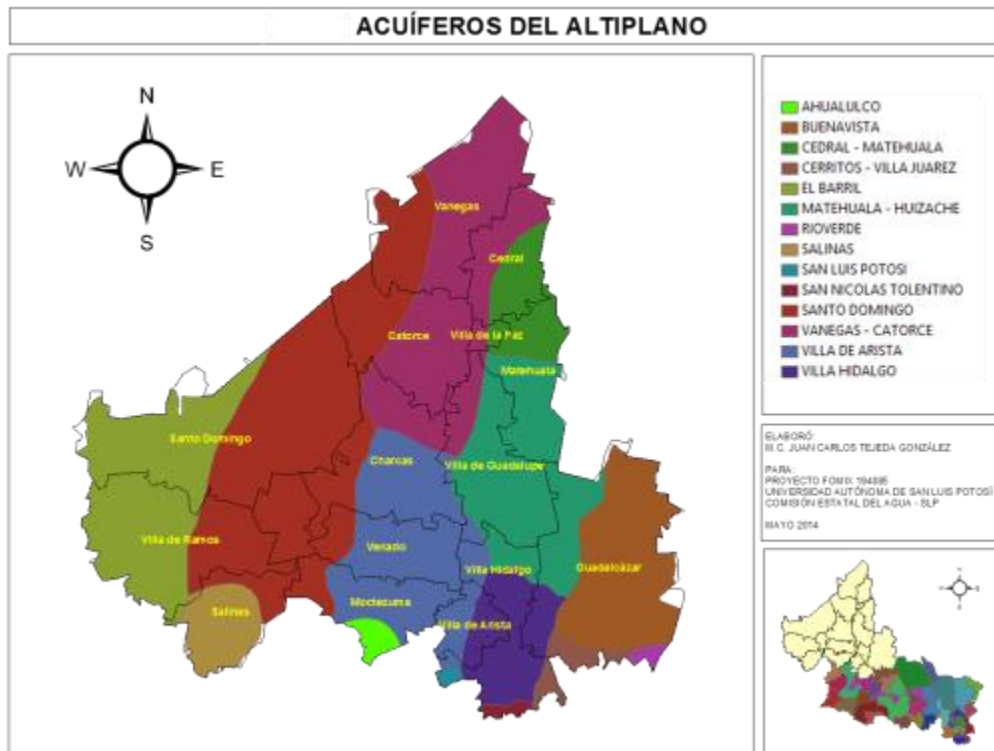 ACUÍFEROS DEL ALTIPLANO
N
W
E
S
Vanegas
Cedral
Catorce
Villa de la Paz
Matehuala
Santo Domingo
Charcas
Villa de Guadalupe
Villa de Ramos
Venado
Villa Hidalgo
Guadalcázar
Salinas
Moctezuma
Villa de Arista
AHUALULCO
BUENAVISTA
CEDRAL - MATEHUALA
CERRITOS - VILLA JUAREZ
EL BARRIL
MATEHUALA - HUIZACHE
RIOVERDE
SALINAS
SAN LUIS POTOSI
SAN NICOLAS TOLENTINO
SANTO DOMINGO
VANEGAS - CATORCE
VILLA DE ARISTA
VILLA HIDALGO
ELABORÓ:
M.C. JUAN CARLOS TEJEDA GONZÁLEZ
PARA:
PROYECTO FOMIX
UNIVERSIDAD AUTÓNOMA DE SAN LUIS POTOSÍ
COMISIÓN ESTATAL DEL AGUA - SLP
MAYO 2014